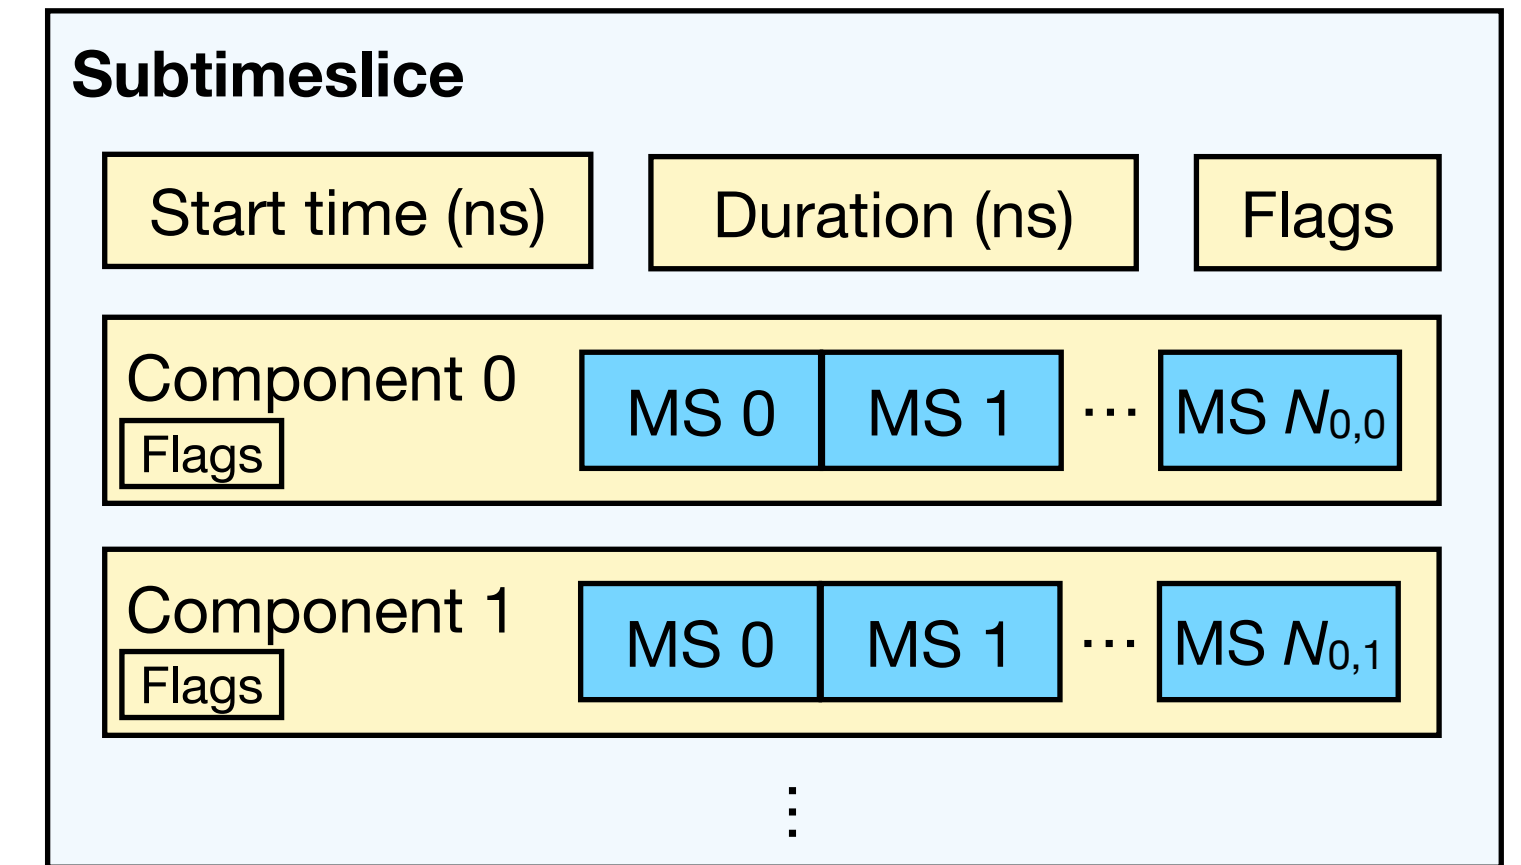 Subtimeslice
Start time (ns) Duration (ns) Flags
Component 0
MS 0 MS 1 ··· MS N0,0
Flags
Component 1
MS 0 MS 1 ··· MS N0,1
Flags
⋮